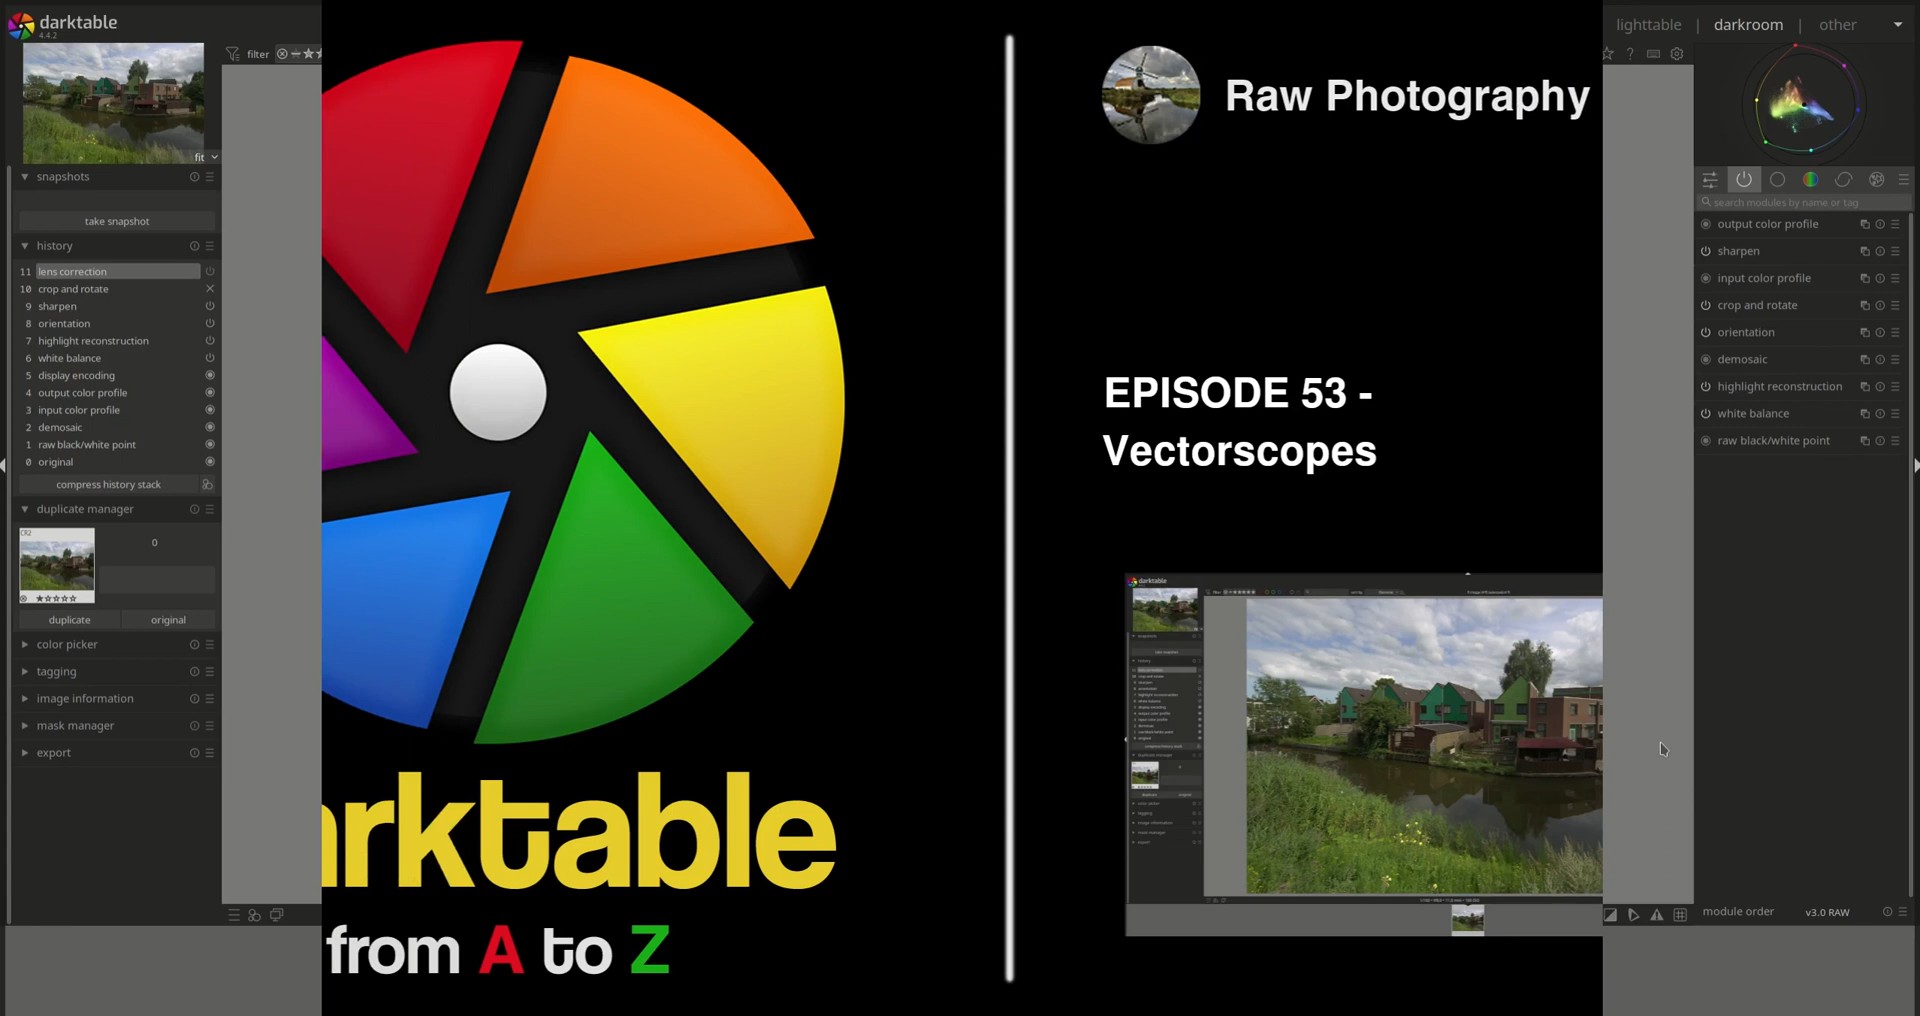 darktable
4.4.2
fit
snapshots
take snapshot
history
11 lens correction
10 crop and rotate
9 sharpen
8 orientation
7 highlight reconstruction
6 white balance
5 display encoding
4 output color profile
3 input color profile
2 demosaic
1 raw black/white point
0 original
compress history stack
duplicate manager
CR2
0
duplicate original
color picker
tagging
image information
mask manager
export
filter
arktable
from A to Z
Raw Photography
EPISODE 53 -
Vectorscopes
darktable
lighttable | darkroom | other
search modules by name or tag
output color profile
sharpen
input color profile
crop and rotate
orientation
demosaic
highlight reconstruction
white balance
raw black/white point
module order v3.0 RAW